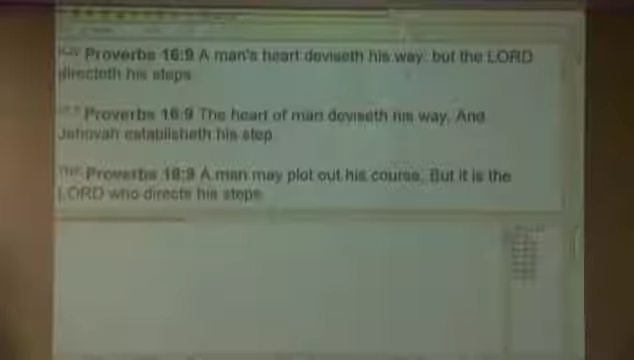 KJV Proverbs 16:9 A man's heart deviseth his way: but the LORD
directeth his steps.
Proverbs 16:9 The heart of man deviseth his way, And
Jehovah establisheth his step.
Proverbs 16:9 A man may plot out his course, But it is the
LORD who directs his steps.